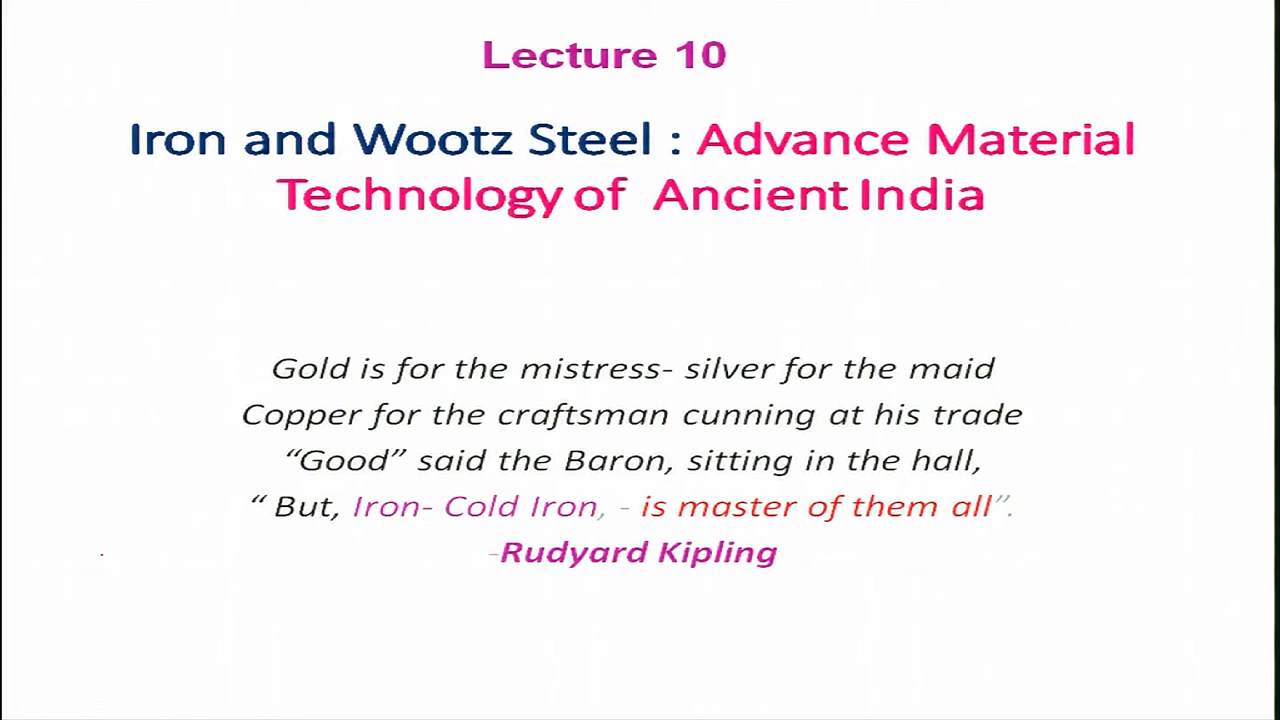 Lecture 10
Iron and Wootz Steel : Advance Material
Technology of Ancient India
Gold is for the mistress- silver for the maid
Copper for the craftsman cunning at his trade
“Good” said the Baron, sitting in the hall,
“ But, Iron- Cold Iron, - is master of them all”.
-Rudyard Kipling